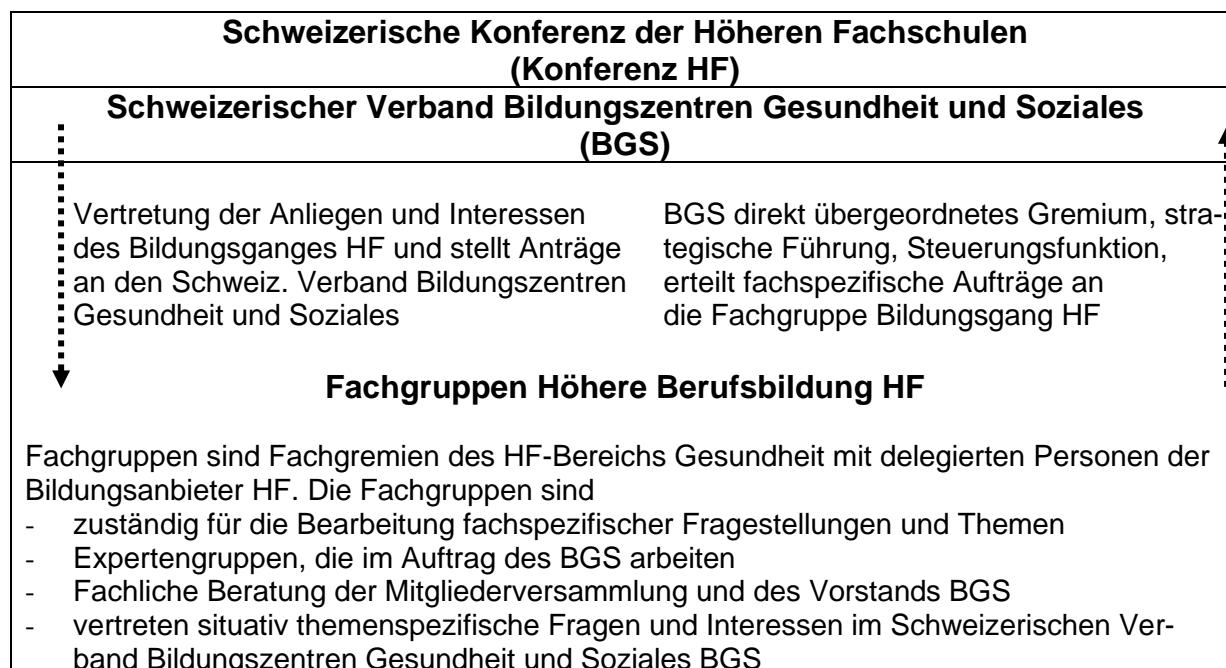 Schweizerische Konferenz der Höheren Fachschulen
(Konferenz HF)
Schweizerischer Verband Bildungszentren Gesundheit und Soziales
(BGS)
Vertretung der Anliegen und Interessen
des Bildungsganges HF und stellt Anträge
an den Schweiz. Verband Bildungszentren
Gesundheit und Soziales
BGS direkt übergeordnetes Gremium, stra-
tegische Führung, Steuerungsfunktion,
erteilt fachspezifische Aufträge an
die Fachgruppe Bildungsgang HF
Fachgruppen Höhere Berufsbildung HF
Fachgruppen sind Fachgremien des HF-Bereichs Gesundheit mit delegierten Personen der
Bildungsanbieter HF. Die Fachgruppen sind
- zuständig für die Bearbeitung fachspezifischer Fragestellungen und Themen
- Expertengruppen, die im Auftrag des BGS arbeiten
- Fachliche Beratung der Mitgliederversammlung und des Vorstands BGS
- vertreten situativ themenspezifische Fragen und Interessen im Schweizerischen Ver-
band Bildungszentren Gesundheit und Soziales BGS